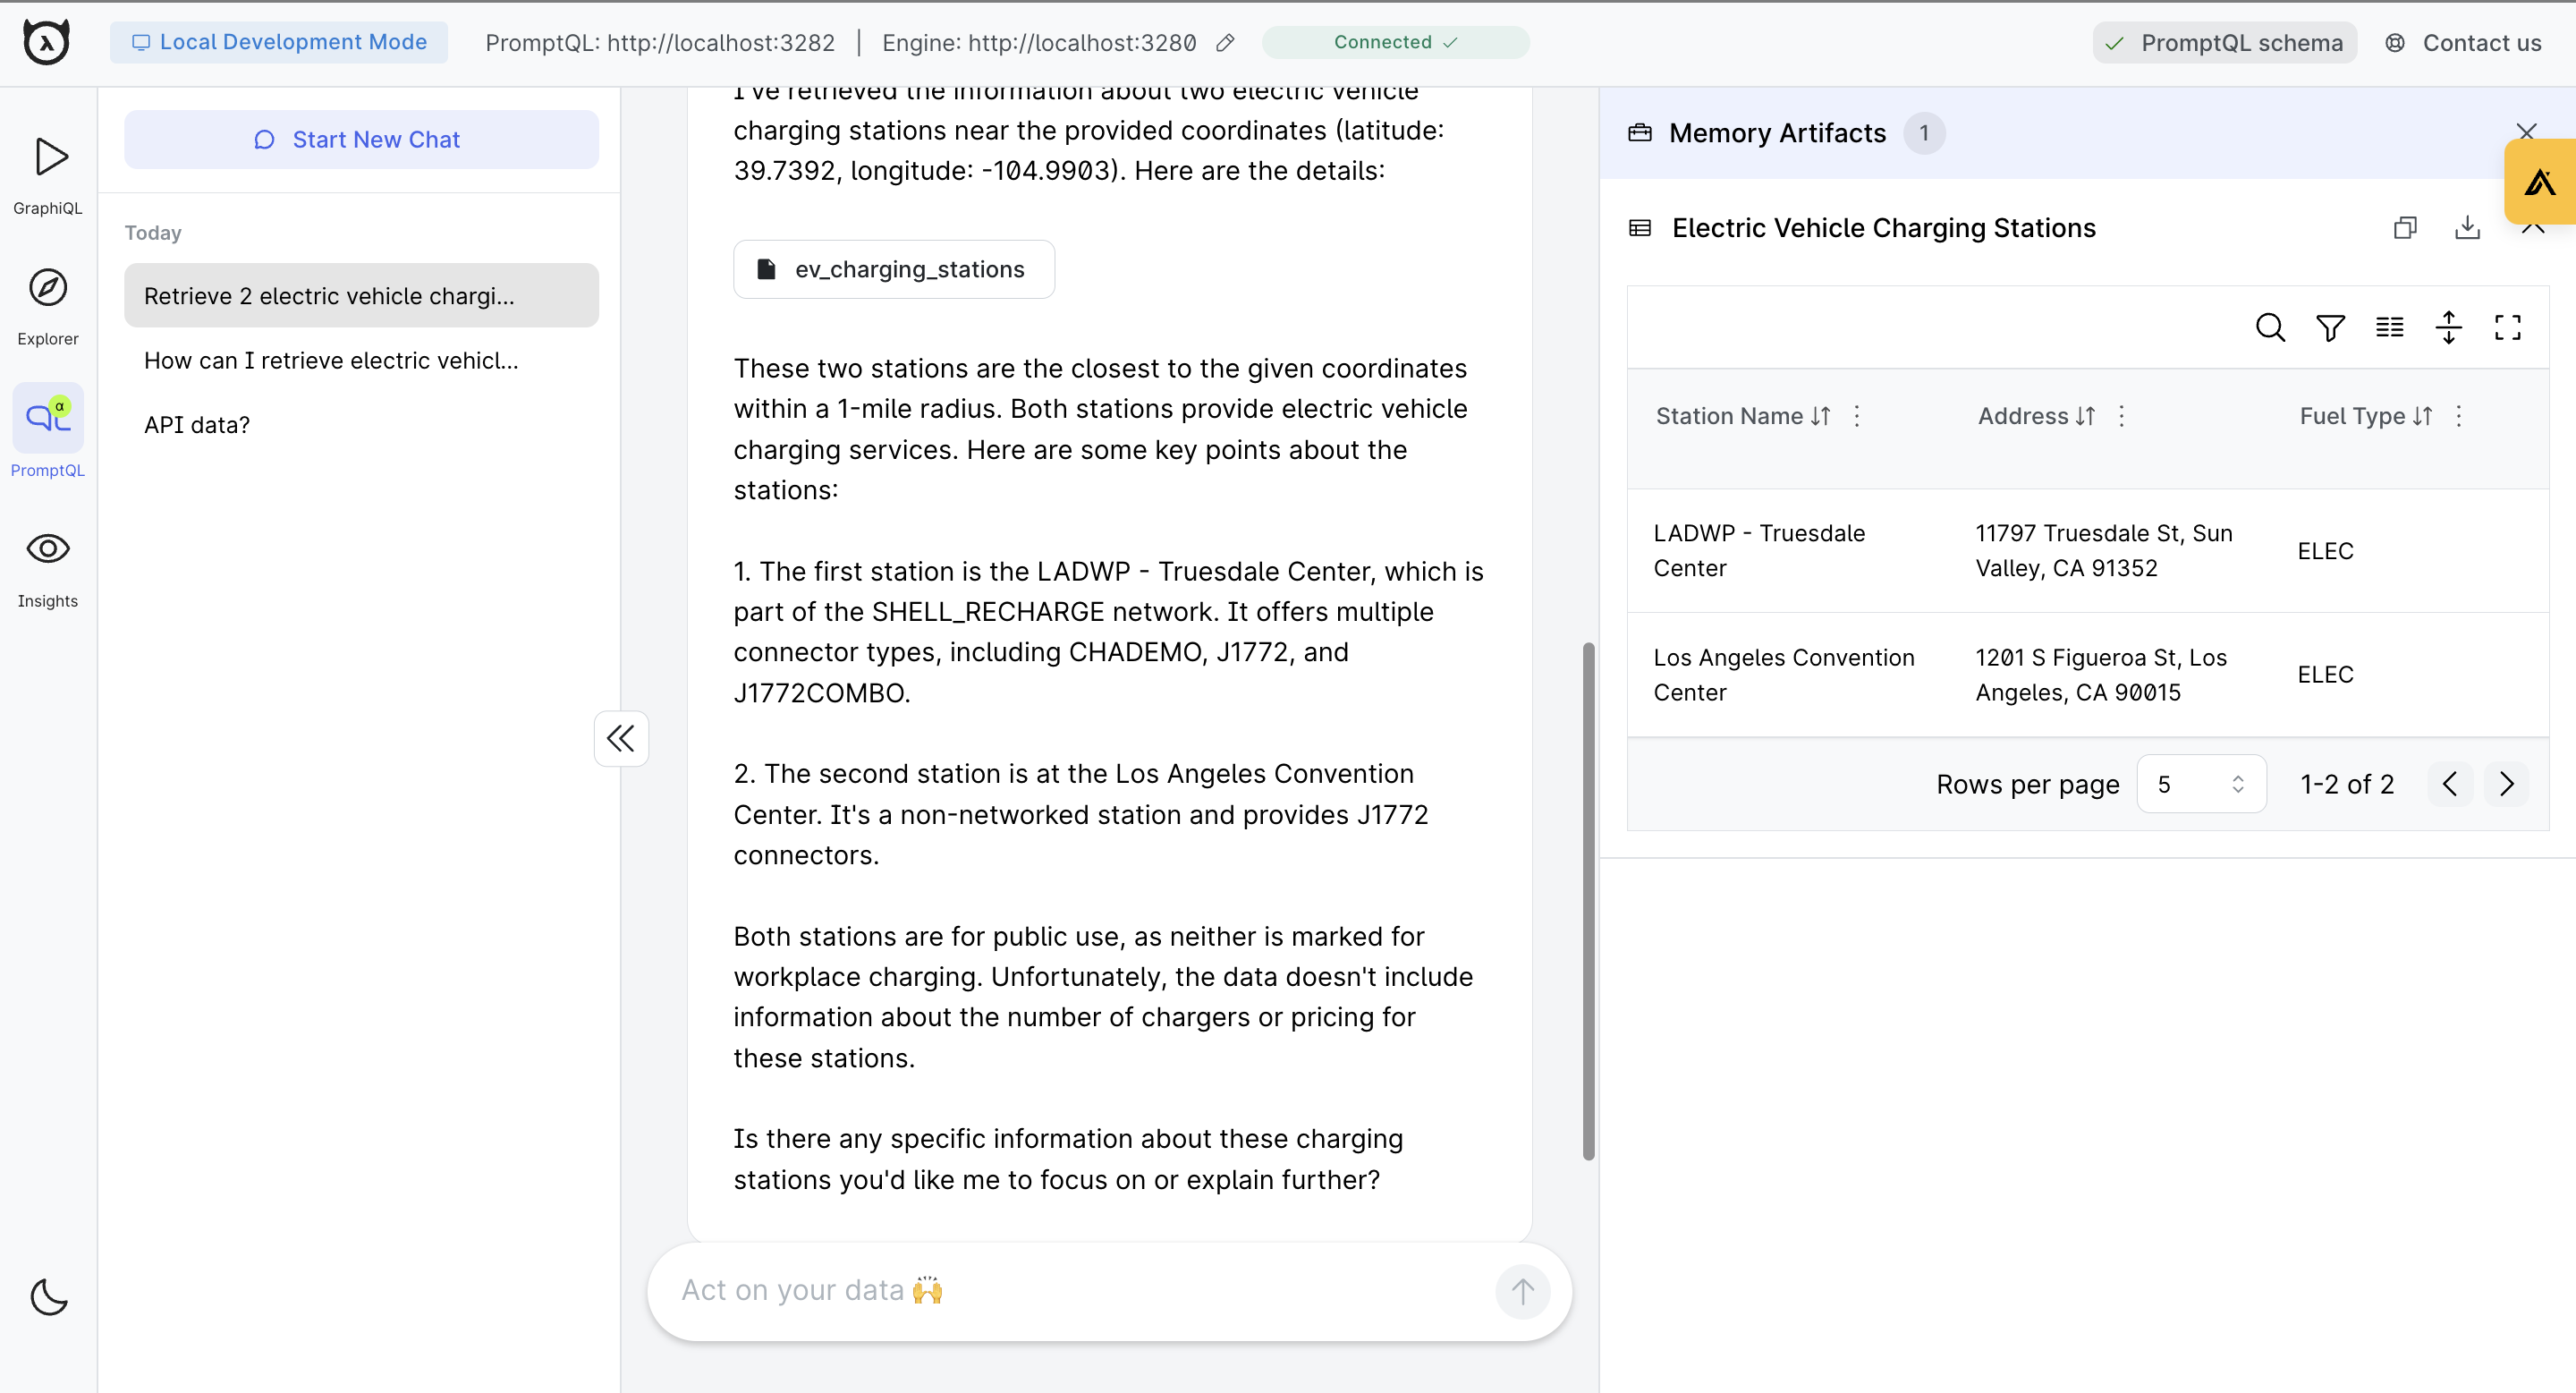 Local Development Mode
PromptQL: http://localhost:3282 | Engine: http://localhost:3280
Connected
PromptQL schema
Contact us
GraphiQL
Explorer
α
PromptQL
Insights
Start New Chat
Today
Retrieve 2 electric vehicle chargi...
How can I retrieve electric vehicl...
API data?
I've retrieved the information about two electric vehicle
charging stations near the provided coordinates (latitude:
39.7392, longitude: -104.9903). Here are the details:
ev_charging_stations
These two stations are the closest to the given coordinates
within a 1-mile radius. Both stations provide electric vehicle
charging services. Here are some key points about the
stations:
1. The first station is the LADWP - Truesdale Center, which is
part of the SHELL_RECHARGE network. It offers multiple
connector types, including CHADEMO, J1772, and
J1772COMBO.
2. The second station is at the Los Angeles Convention
Center. It's a non-networked station and provides J1772
connectors.
Both stations are for public use, as neither is marked for
workplace charging. Unfortunately, the data doesn't include
information about the number of chargers or pricing for
these stations.
Is there any specific information about these charging
stations you'd like me to focus on or explain further?
Act on your data 🙌
Memory Artifacts 1
Electric Vehicle Charging Stations
Station Name
Address
Fuel Type
LADWP - Truesdale
Center
11797 Truesdale St, Sun
Valley, CA 91352
ELEC
Los Angeles Convention
Center
1201 S Figueroa St, Los
Angeles, CA 90015
ELEC
Rows per page 5 1-2 of 2